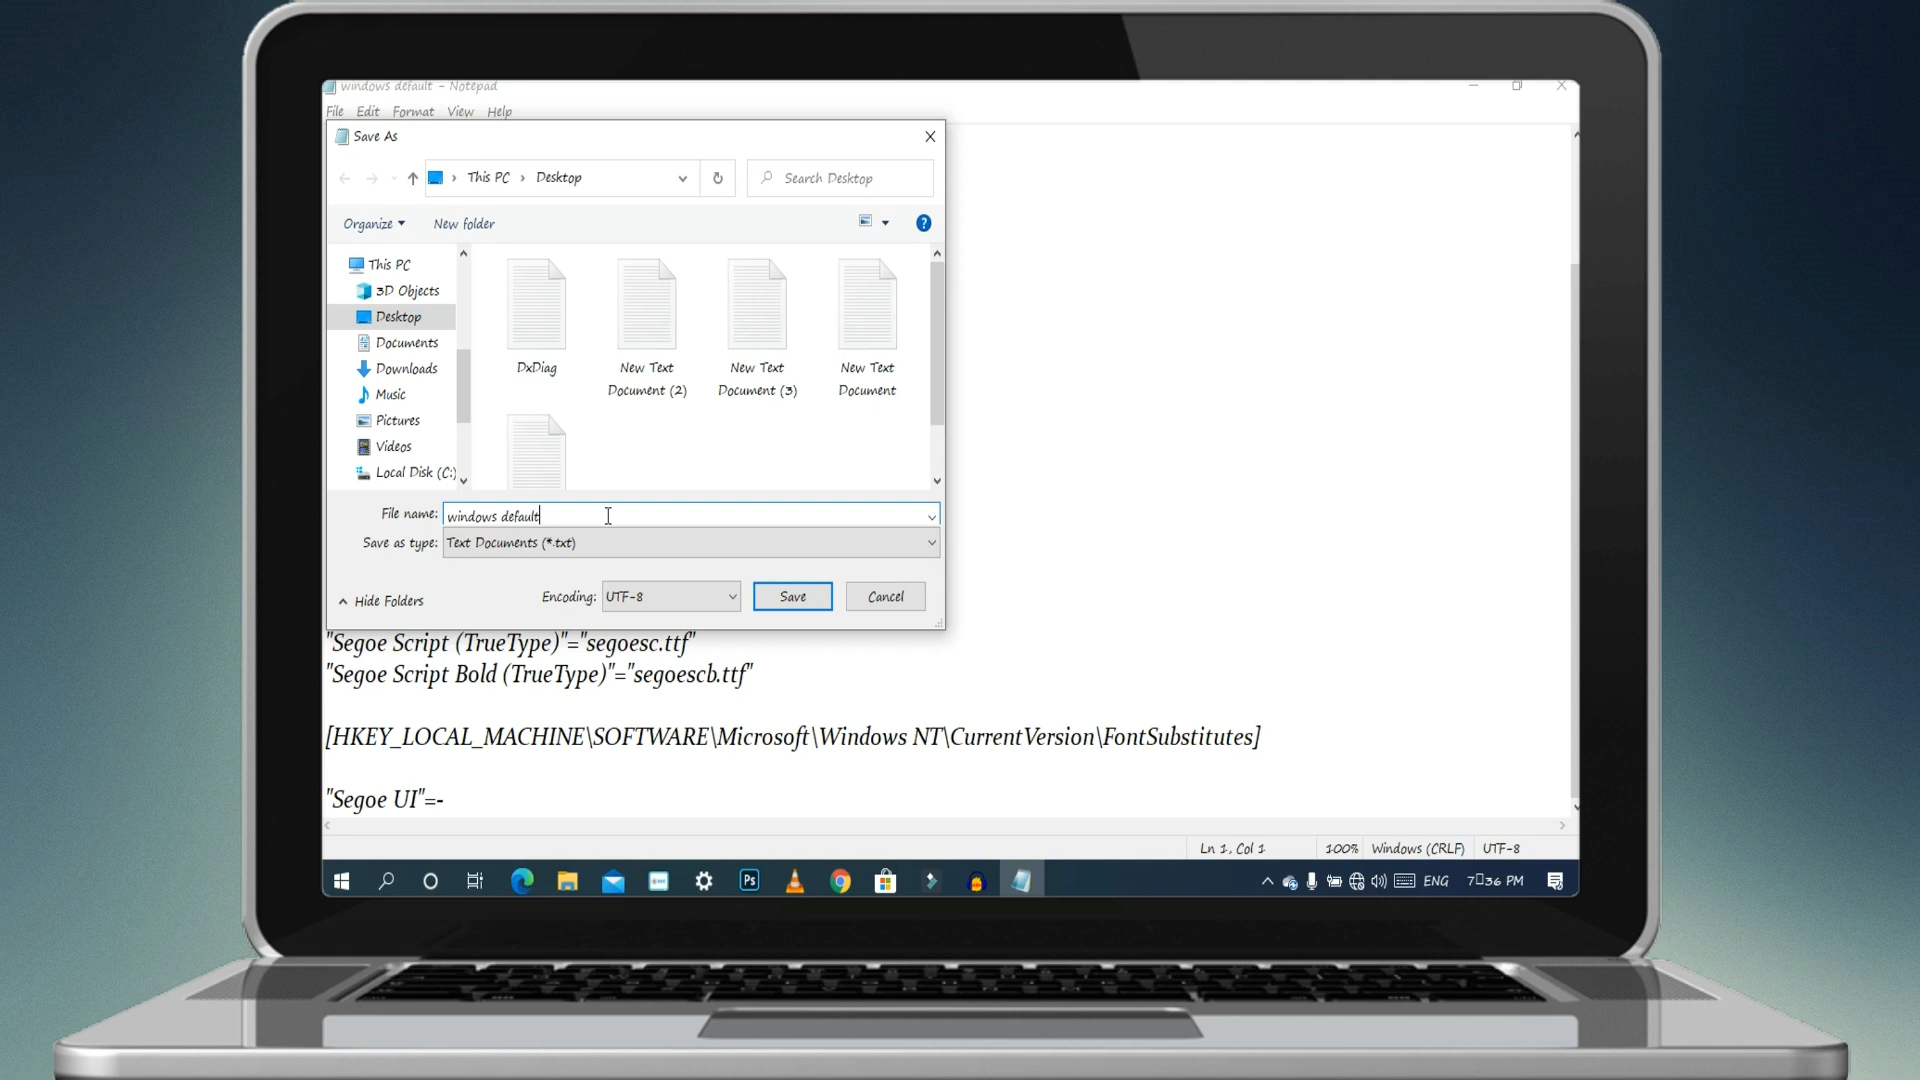 windows default - Notepad
File Edit Format View Help
Save As
This PC > Desktop
Search Desktop
Organize New folder
?
This PC
3D Objects
Desktop
Documents
Downloads
Music
Pictures
Videos
Local Disk (C:)
DxDiag
New Text
Document (2)
New Text
Document (3)
New Text
Document
File name: windows default
Save as type: Text Documents (*.txt)
Hide Folders
Encoding: UTF-8
Save
Cancel
"Segoe Script (TrueType)"="segoesc.ttf"
"Segoe Script Bold (TrueType)"="segoescb.ttf"
[HKEY_LOCAL_MACHINE\SOFTWARE\Microsoft\Windows NT\CurrentVersion\FontSubstitutes]
"Segoe UI"=-
Ln 1, Col 1 100% Windows (CRLF) UTF-8
Ps
ENG 7▯36 PM